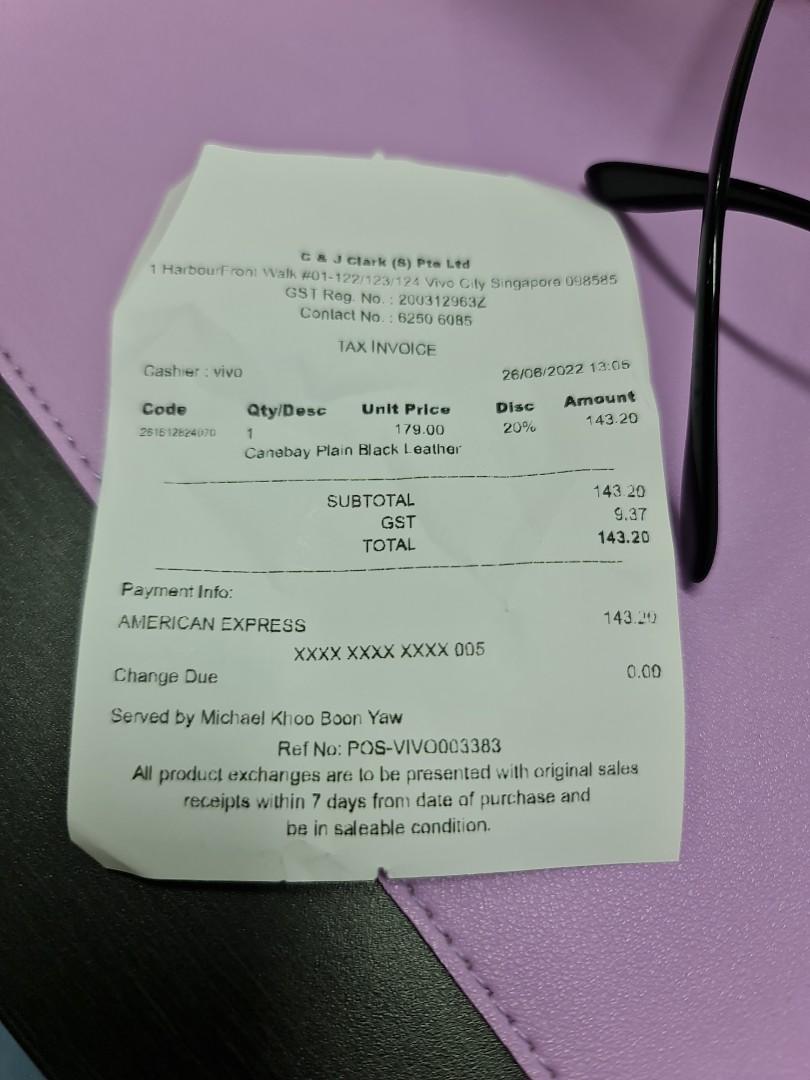 C & J Clark (S) Pte Ltd
1 HarbourFront Walk #01-122/123/124 Vivo City Singapore 098585
GST Reg. No. : 200312963Z
Contact No. : 6250 6085
TAX INVOICE
Cashier : vivo 26/06/2022 13:05
Code Qty/Desc Unit Price Disc Amount
261612824070 1 179.00 20% 143.20
Canebay Plain Black Leather
SUBTOTAL 143.20
GST 9.37
TOTAL 143.20
Payment Info:
AMERICAN EXPRESS 143.20
XXXX XXXX XXXX 005
Change Due 0.00
Served by Michael Khoo Boon Yaw
Ref No: POS-VIVO003383
All product exchanges are to be presented with original sales
receipts within 7 days from date of purchase and
be in saleable condition.